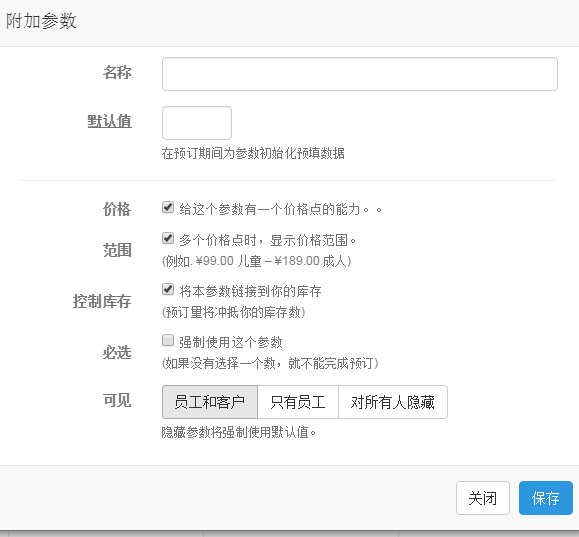 附加参数
名称
默认值
在预订期间为参数初始化预填数据
价格 给这个参数有一个价格点的能力。。
范围 多个价格点时，显示价格范围。
(例如. ¥99.00 儿童 – ¥189.00 成人)
控制库存 将本参数链接到你的库存
(预订量将冲抵你的库存数)
必选 强制使用这个参数
(如果没有选择一个数，就不能完成预订)
可见 员工和客户 只有员工 对所有人隐藏
隐藏参数将强制使用默认值。
关闭 保存